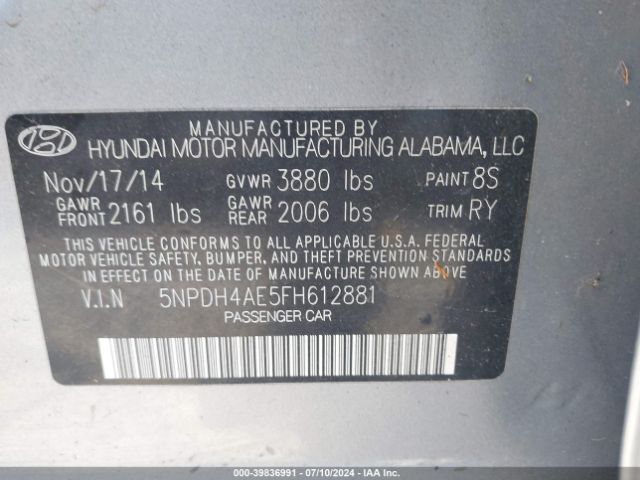 MANUFACTURED BY
HYUNDAI MOTOR MANUFACTURING ALABAMA, LLC
Nov/17/14 GVWR 3880 lbs PAINT 8S
GAWR FRONT 2161 lbs GAWR REAR 2006 lbs TRIM RY
THIS VEHICLE CONFORMS TO ALL APPLICABLE U.S.A. FEDERAL
MOTOR VEHICLE SAFETY, BUMPER, AND THEFT PREVENTION STANDARDS
IN EFFECT ON THE DATE OF MANUFACTURE SHOWN ABOVE
V.I.N 5NPDH4AE5FH612881
PASSENGER CAR
000-39836991 - 07/10/2024 - IAA Inc.